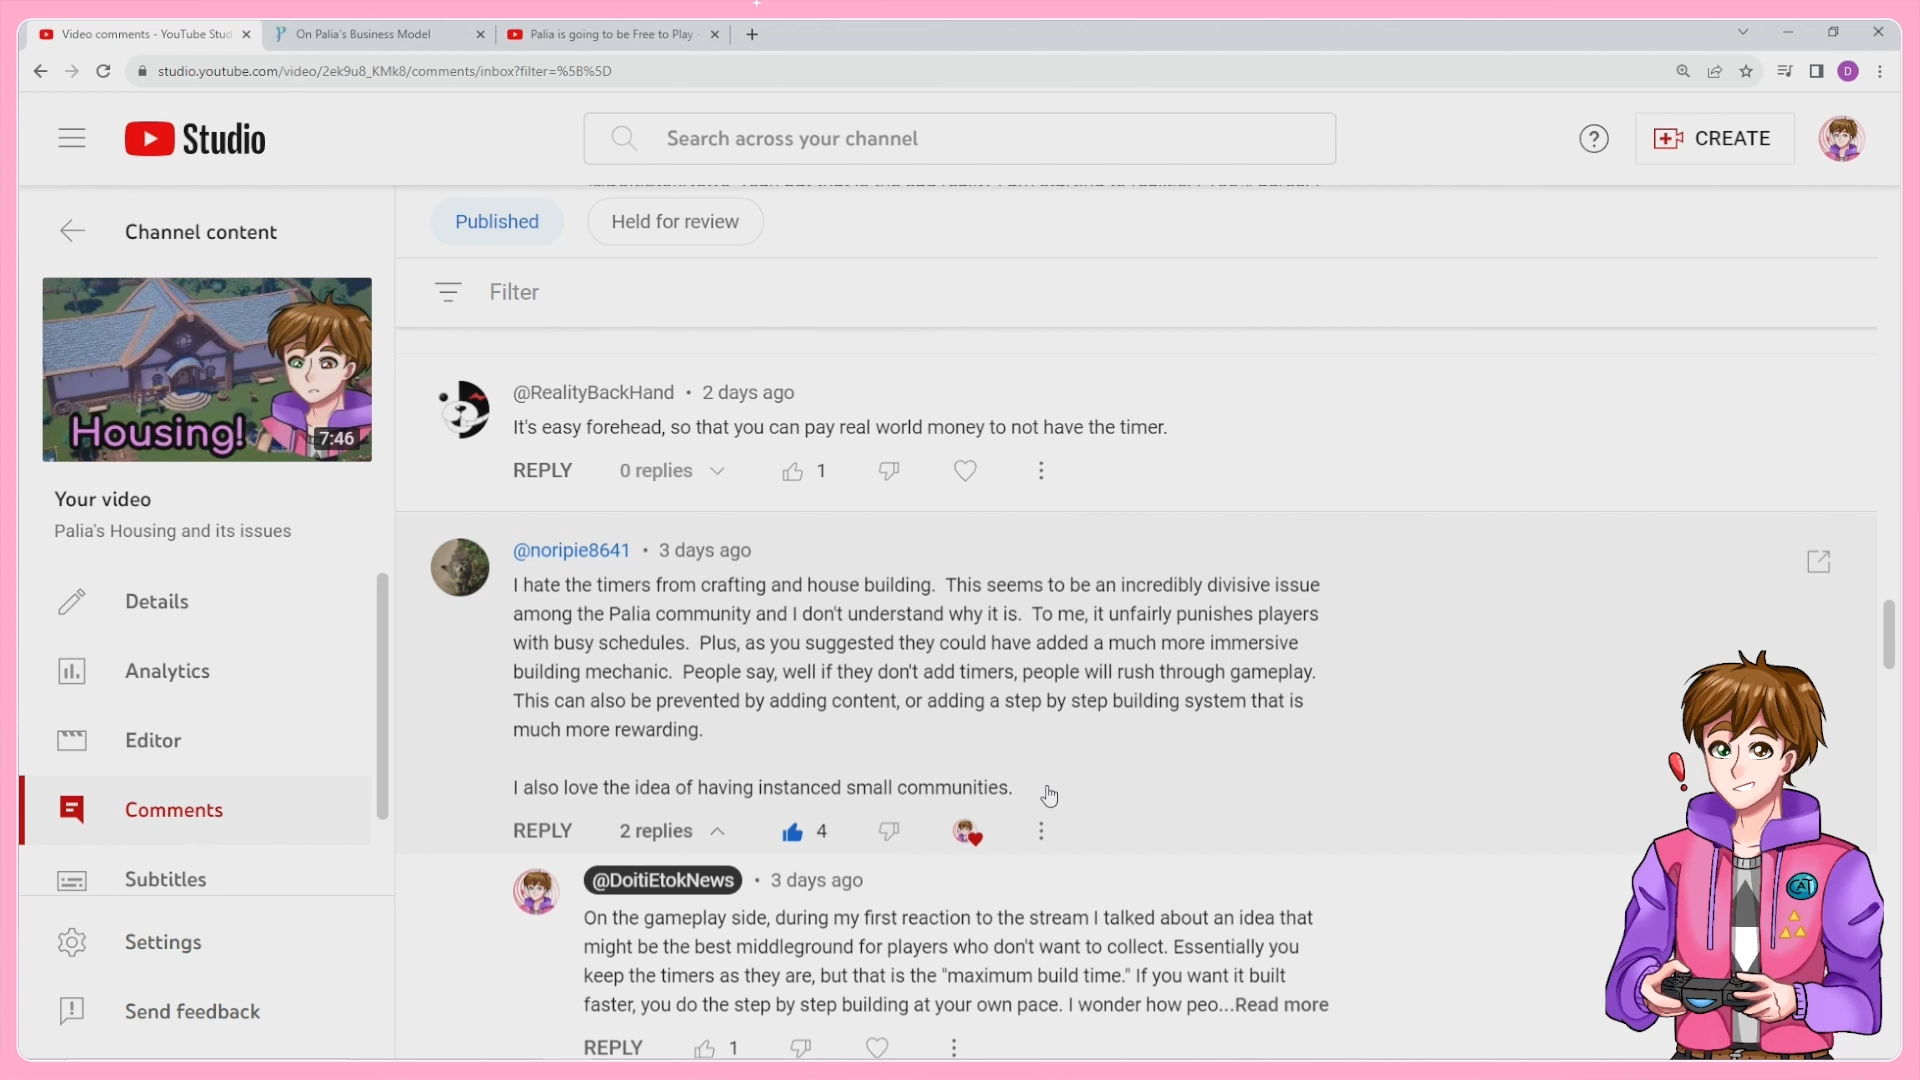 Video comments - YouTube Stud
On Palia's Business Model
Palia is going to be Free to Play -
studio.youtube.com/video/2ek9u8_KMk8/comments/inbox?filter=%5B%5D
D
Studio
Search across your channel
?
CREATE
Channel content
Published
Held for review
Filter
Housing!
7:46
Your video
Palia's Housing and its issues
Details
Analytics
Editor
Comments
Subtitles
Settings
Send feedback
@RealityBackHand • 2 days ago
It's easy forehead, so that you can pay real world money to not have the timer.
REPLY 0 replies 1
@noripie8641 • 3 days ago
I hate the timers from crafting and house building. This seems to be an incredibly divisive issue
among the Palia community and I don't understand why it is. To me, it unfairly punishes players
with busy schedules. Plus, as you suggested they could have added a much more immersive
building mechanic. People say, well if they don't add timers, people will rush through gameplay.
This can also be prevented by adding content, or adding a step by step building system that is
much more rewarding.
I also love the idea of having instanced small communities.
REPLY 2 replies 4
@DoitiEtokNews • 3 days ago
On the gameplay side, during my first reaction to the stream I talked about an idea that
might be the best middleground for players who don't want to collect. Essentially you
keep the timers as they are, but that is the "maximum build time." If you want it built
faster, you do the step by step building at your own pace. I wonder how peo...Read more
REPLY 1